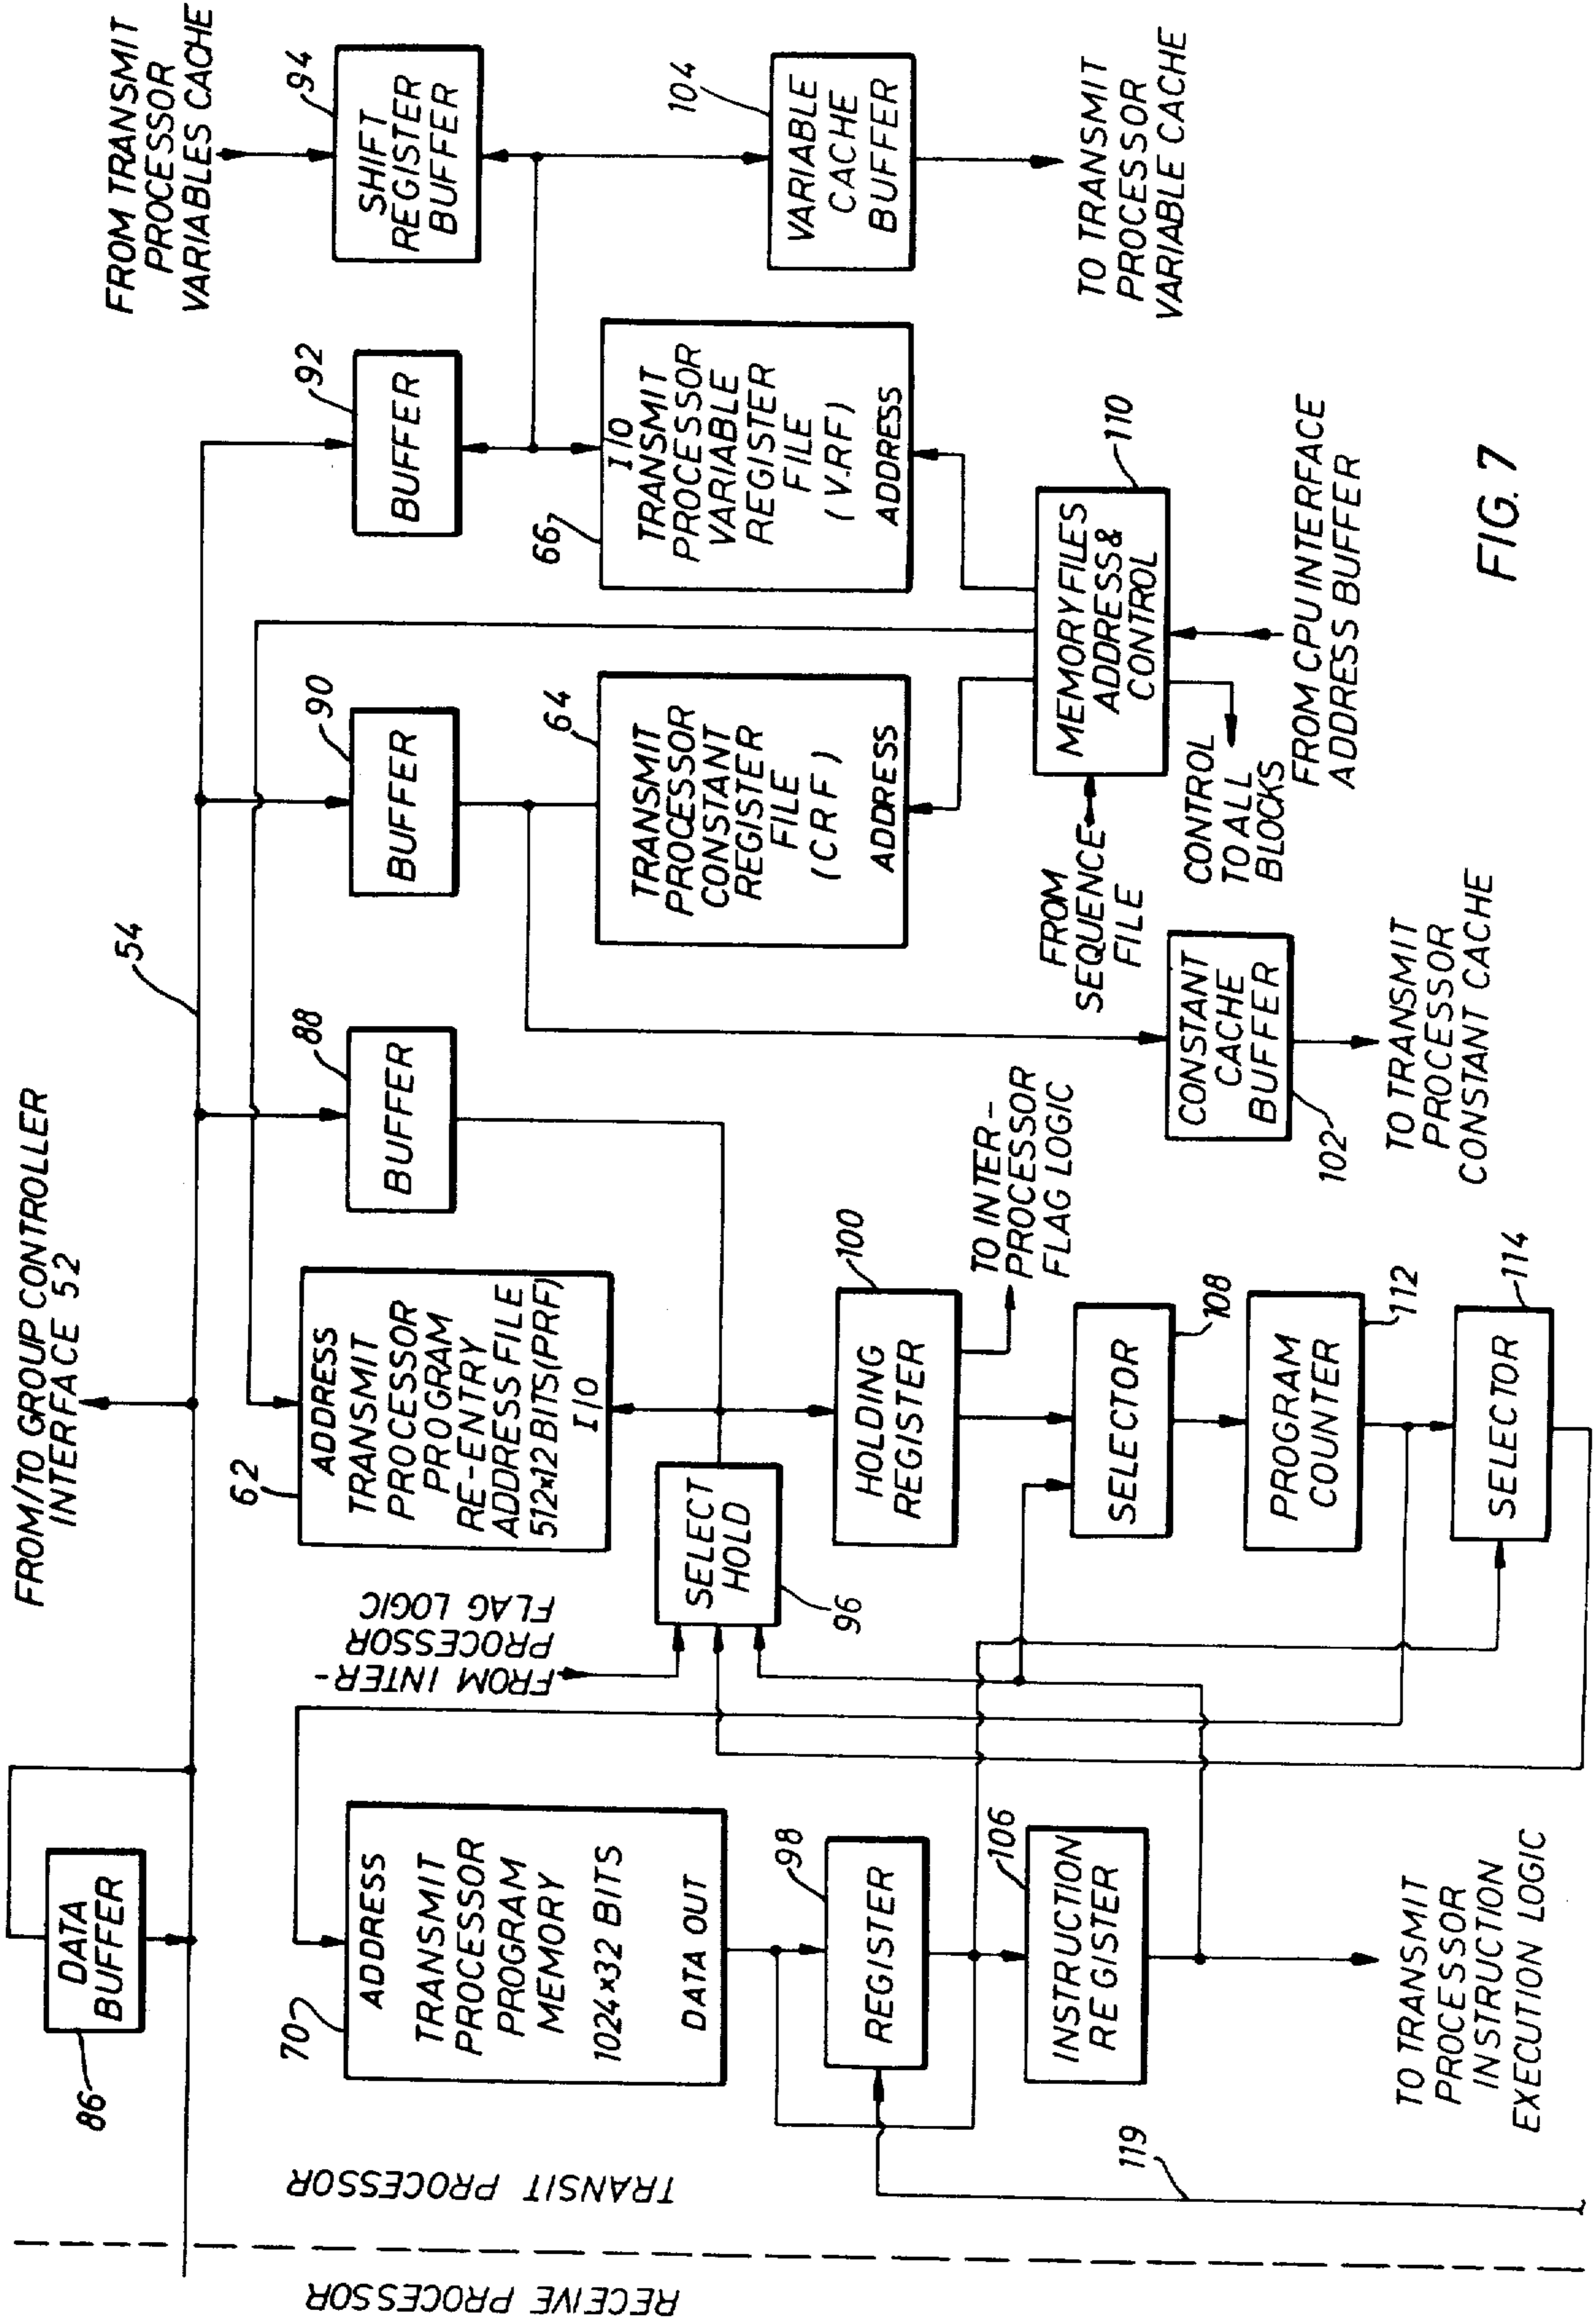 FROM/TO GROUP CONTROLLER
INTERFACE 52
FROM TRANSMIT
PROCESSOR
VARIABLES CACHE
86
DATA
BUFFER
54
88
BUFFER
90
BUFFER
92
BUFFER
94
SHIFT
REGISTER
BUFFER
70
ADDRESS
TRANSMIT
PROCESSOR
PROGRAM
MEMORY
1024×32 BITS
DATA OUT
FROM INTER-
PROCESSOR
FLAG LOGIC
62
ADDRESS
TRANSMIT
PROCESSOR
PROGRAM
RE-ENTRY
ADDRESS FILE
512×12 BITS(PRF)
I/O
64
TRANSMIT
PROCESSOR
CONSTANT
REGISTER
FILE
(CRF)
ADDRESS
66
I/O
TRANSMIT
PROCESSOR
VARIABLE
REGISTER
FILE
(V.RF)
ADDRESS
104
VARIABLE
CACHE
BUFFER
TO TRANSMIT
PROCESSOR
VARIABLE CACHE
RECEIVE PROCESSOR
TRANSIT PROCESSOR
SELECT
HOLD
96
98
REGISTER
100
HOLDING
REGISTER
TO INTER-
PROCESSOR
FLAG LOGIC
106
INSTRUCTION
REGISTER
108
SELECTOR
112
PROGRAM
COUNTER
114
SELECTOR
FROM
SEQUENCE
FILE
110
MEMORY FILES
ADDRESS &
CONTROL
CONTROL
TO ALL
BLOCKS
FROM CPU INTERFACE
ADDRESS BUFFER
102
CONSTANT
CACHE
BUFFER
TO TRANSMIT
PROCESSOR
CONSTANT CACHE
119
TO TRANSMIT
PROCESSOR
INSTRUCTION
EXECUTION LOGIC
FIG. 7